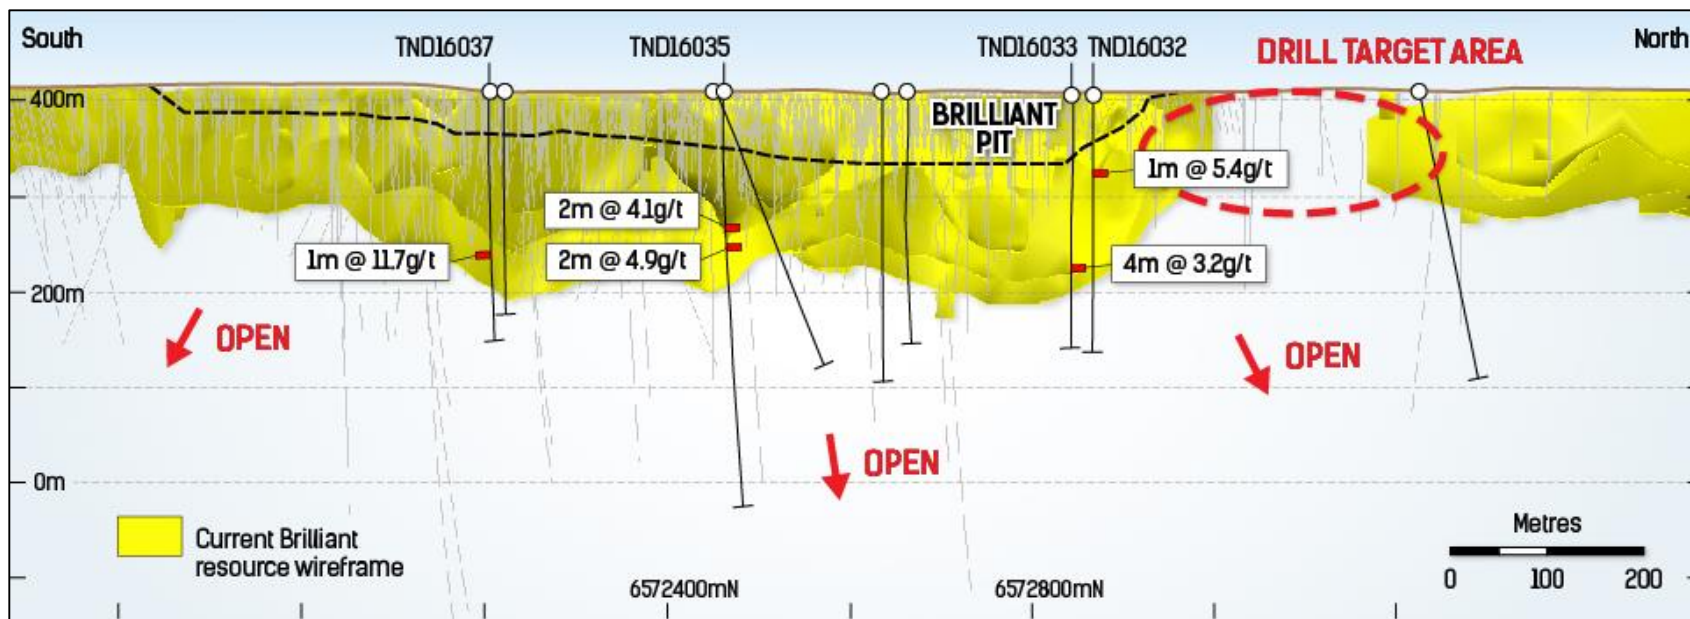 South
TND16037
TND16035
TND16033
TND16032
DRILL TARGET AREA
North
400m
BRILLIANT
PIT
1m @ 5.4g/t
2m @ 4.1g/t
1m @ 11.7g/t
2m @ 4.9g/t
4m @ 3.2g/t
200m
OPEN
OPEN
OPEN
0m
Current Brilliant
resource wireframe
Metres
0 100 200
6572400mN
6572800mN